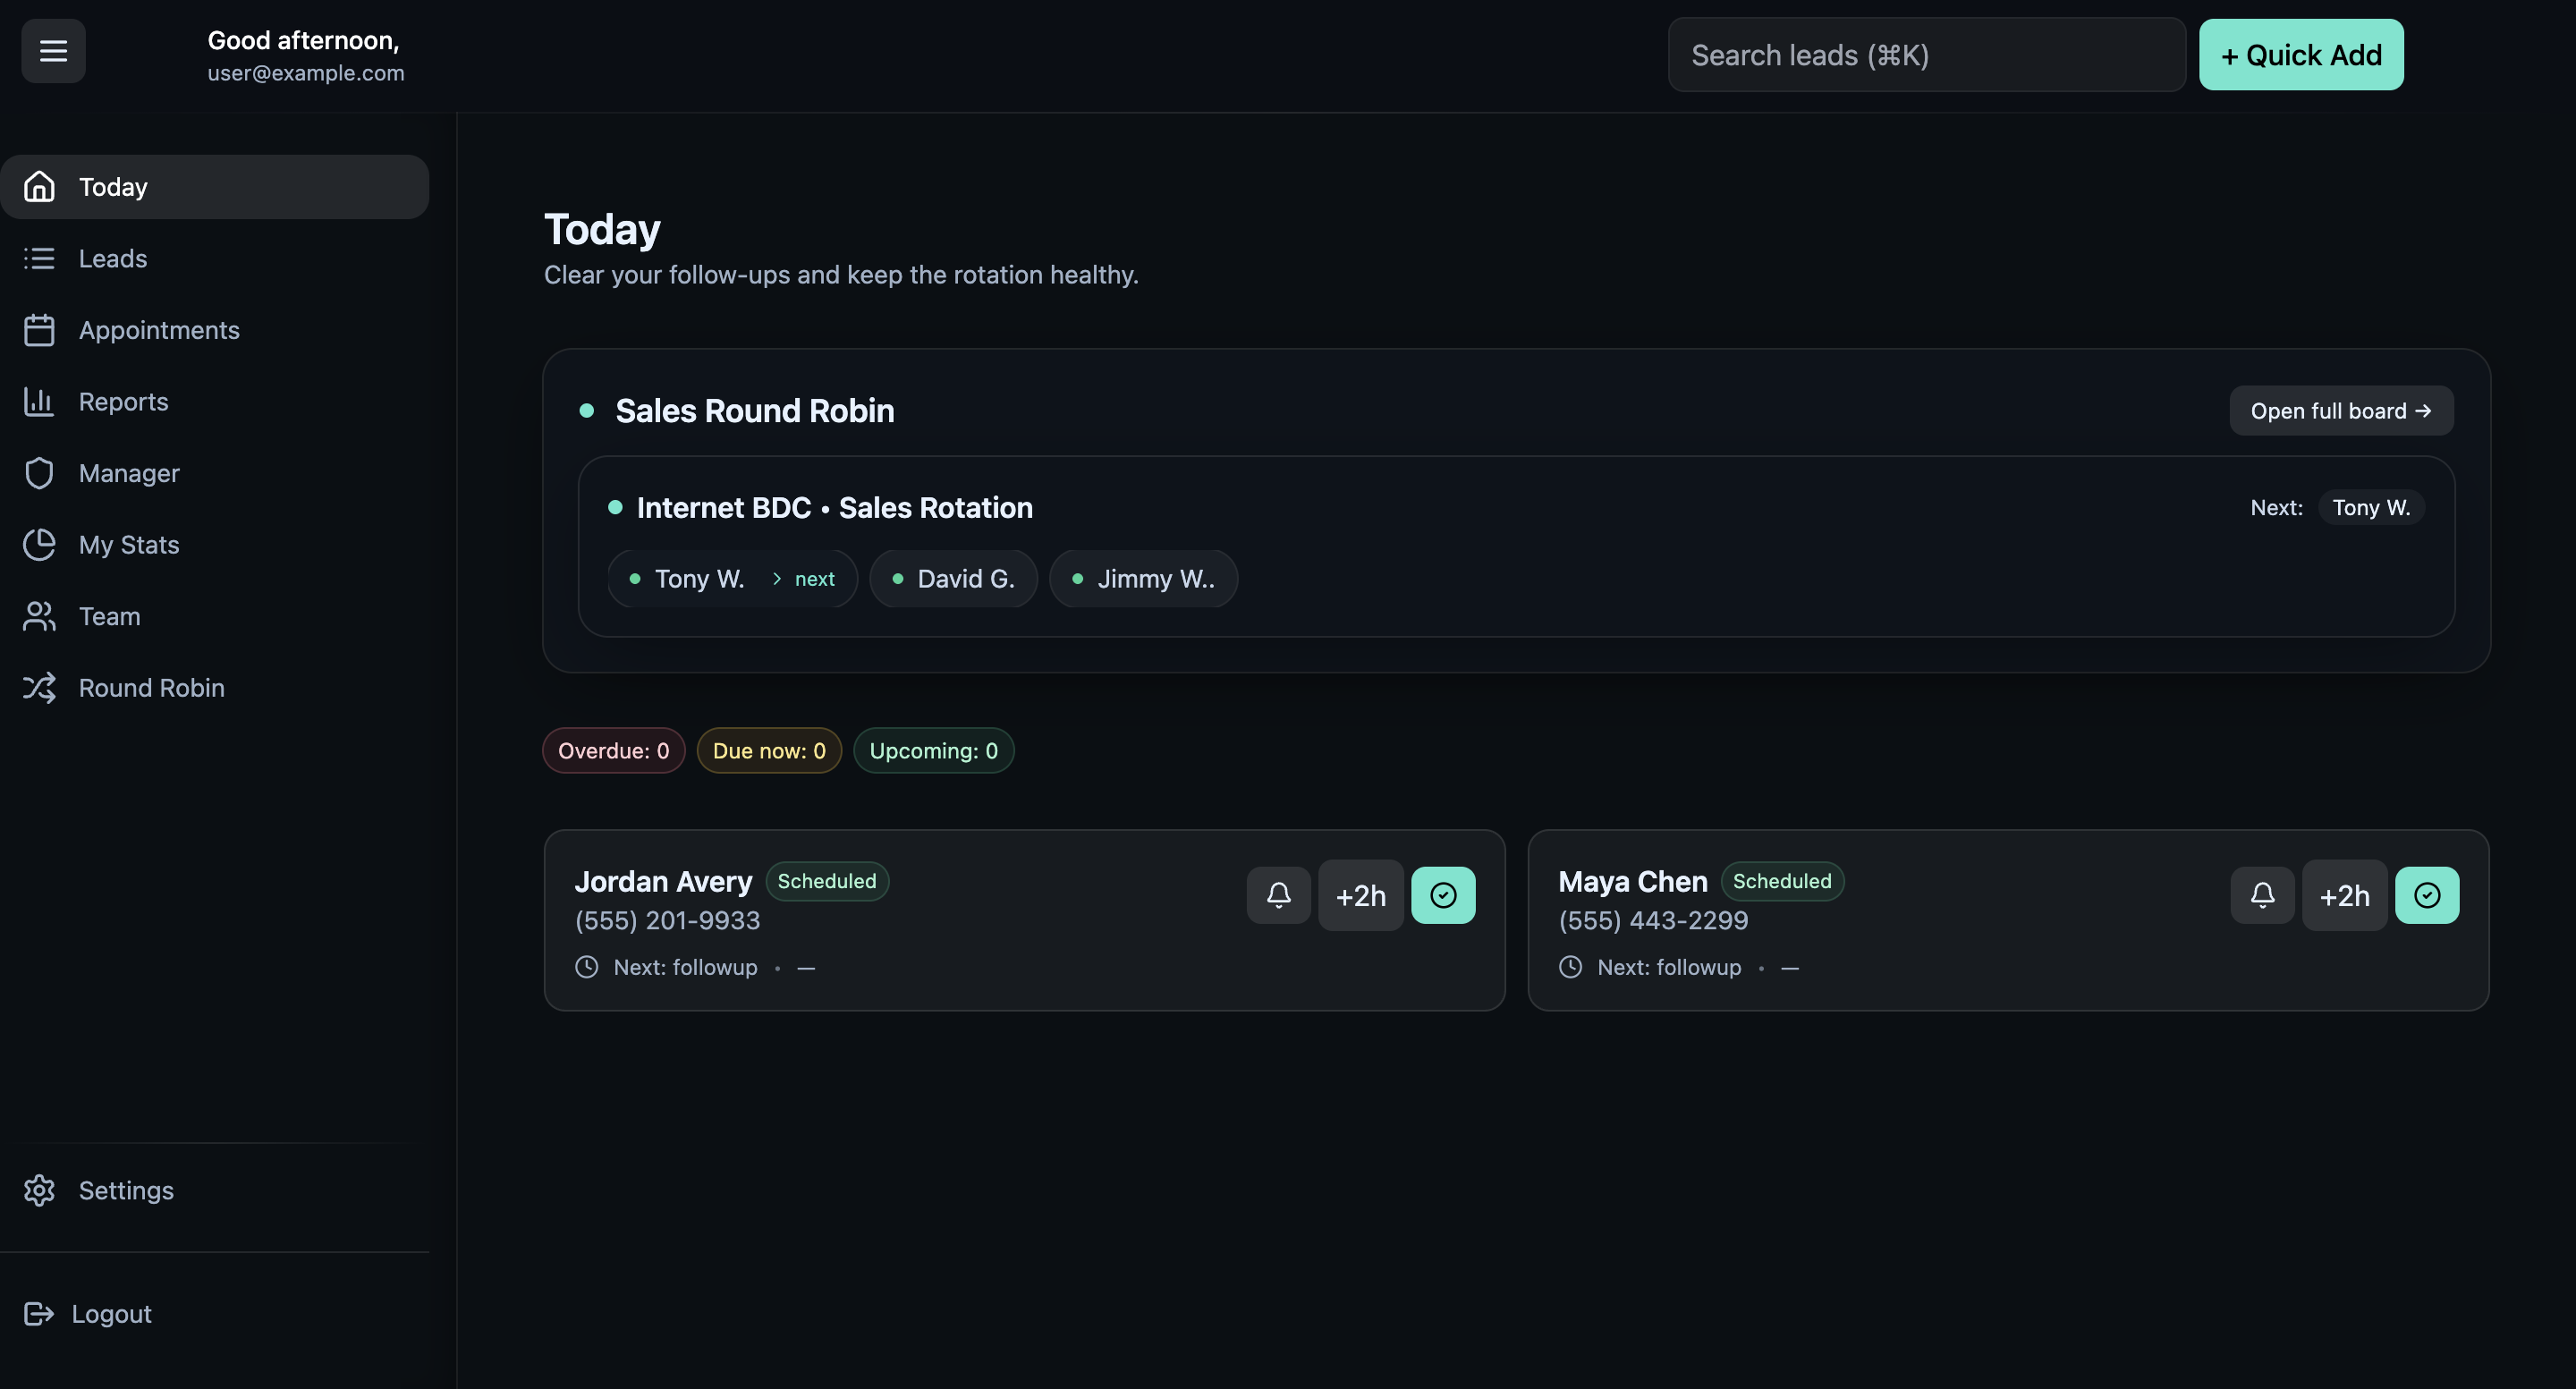 Good afternoon,
user@example.com
Search leads (⌘K)
+ Quick Add
Today
Leads
Appointments
Reports
Manager
My Stats
Team
Round Robin
Settings
Logout
Today
Clear your follow-ups and keep the rotation healthy.
Sales Round Robin
Open full board →
Internet BDC • Sales Rotation
Next: Tony W.
Tony W. > next
David G.
Jimmy W..
Overdue: 0
Due now: 0
Upcoming: 0
Jordan Avery Scheduled
(555) 201-9933
Next: followup • —
+2h
Maya Chen Scheduled
(555) 443-2299
Next: followup • —
+2h